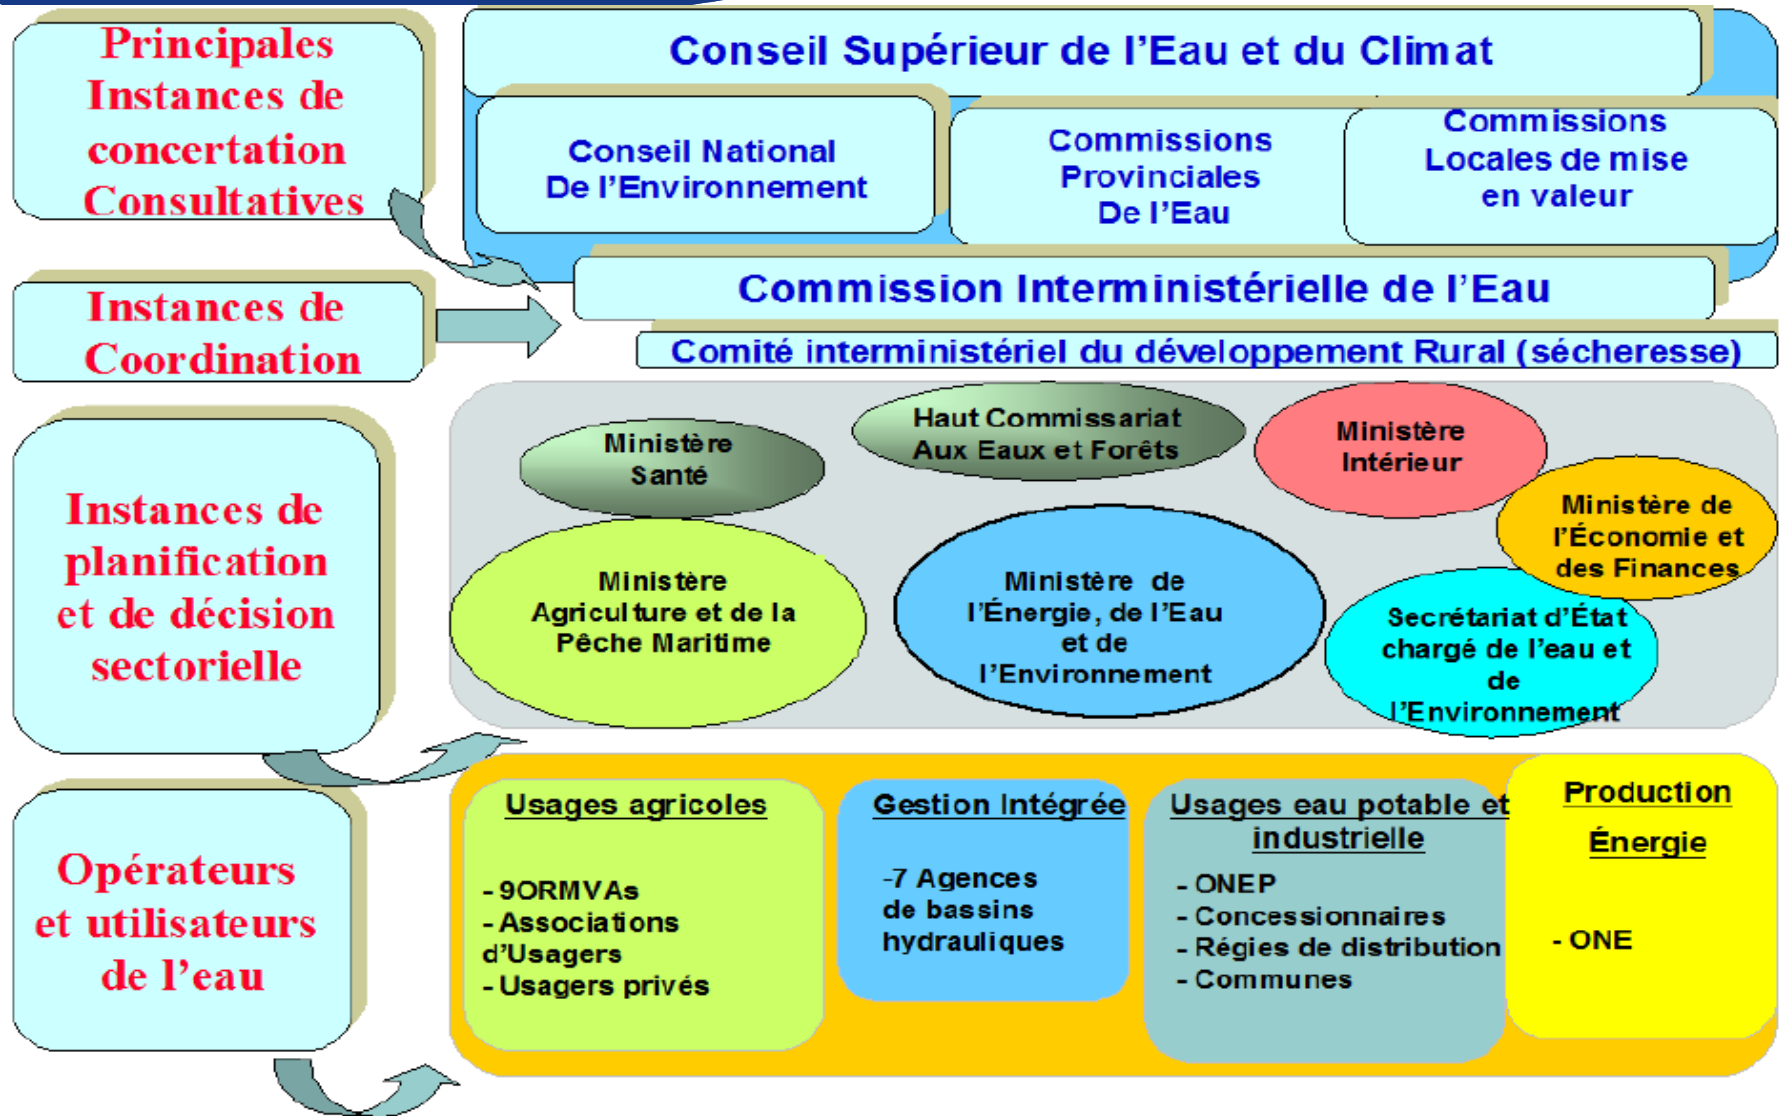 Principales
Instances de
concertation
Consultatives
Conseil Supérieur de l'Eau et du Climat
Conseil National
De l'Environnement
Commissions
Provinciales
De l'Eau
Commissions
Locales de mise
en valeur
Instances de
Coordination
Commission Interministérielle de l'Eau
Comité interministériel du développement Rural (sécheresse)
Instances de
planification
et de décision
sectorielle
Ministère
Santé
Haut Commissariat
Aux Eaux et Forêts
Ministère
Intérieur
Ministère de
l'Économie et
des Finances
Ministère
Agriculture et de la
Pêche Maritime
Ministère de
l'Énergie, de l'Eau
et de
l'Environnement
Secrétariat d'État
chargé de l'eau et
de
l'Environnement
Opérateurs
et utilisateurs
de l'eau
Usages agricoles
- 9ORMVAs
- Associations
d'Usagers
- Usagers privés
Gestion Intégrée
-7 Agences
de bassins
hydrauliques
Usages eau potable et
industrielle
- ONEP
- Concessionnaires
- Régies de distribution
- Communes
Production
Énergie
- ONE